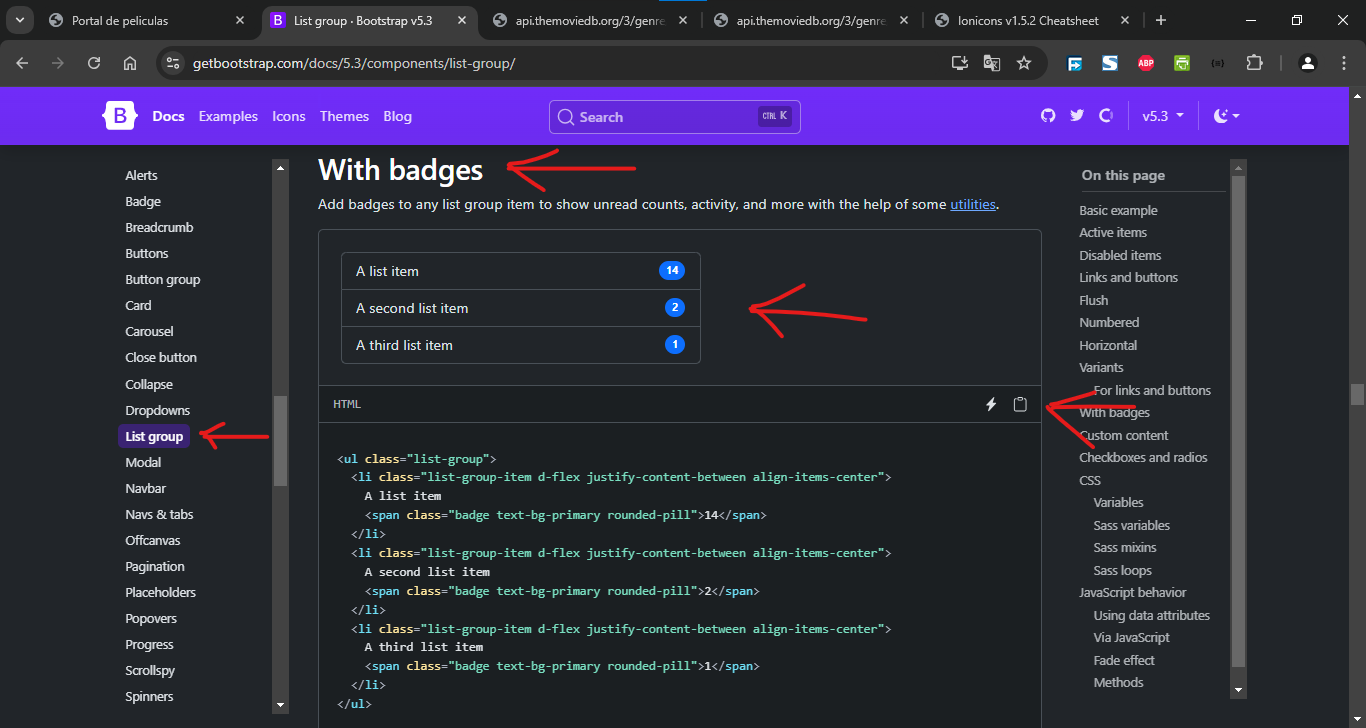 Portal de peliculas
List group · Bootstrap v5.3
api.themoviedb.org/3/genre
api.themoviedb.org/3/genre
Ionicons v1.5.2 Cheatsheet
getbootstrap.com/docs/5.3/components/list-group/
ABP
B
Docs
Examples
Icons
Themes
Blog
Search
CTRL K
v5.3
Alerts
Badge
Breadcrumb
Buttons
Button group
Card
Carousel
Close button
Collapse
Dropdowns
List group
Modal
Navbar
Navs & tabs
Offcanvas
Pagination
Placeholders
Popovers
Progress
Scrollspy
Spinners
With badges
Add badges to any list group item to show unread counts, activity, and more with the help of some utilities.
A list item 14
A second list item 2
A third list item 1
HTML
<ul class="list-group">
  <li class="list-group-item d-flex justify-content-between align-items-center">
    A list item
    <span class="badge text-bg-primary rounded-pill">14</span>
  </li>
  <li class="list-group-item d-flex justify-content-between align-items-center">
    A second list item
    <span class="badge text-bg-primary rounded-pill">2</span>
  </li>
  <li class="list-group-item d-flex justify-content-between align-items-center">
    A third list item
    <span class="badge text-bg-primary rounded-pill">1</span>
  </li>
</ul>
On this page
Basic example
Active items
Disabled items
Links and buttons
Flush
Numbered
Horizontal
Variants
For links and buttons
With badges
Custom content
Checkboxes and radios
CSS
Variables
Sass variables
Sass mixins
Sass loops
JavaScript behavior
Using data attributes
Via JavaScript
Fade effect
Methods